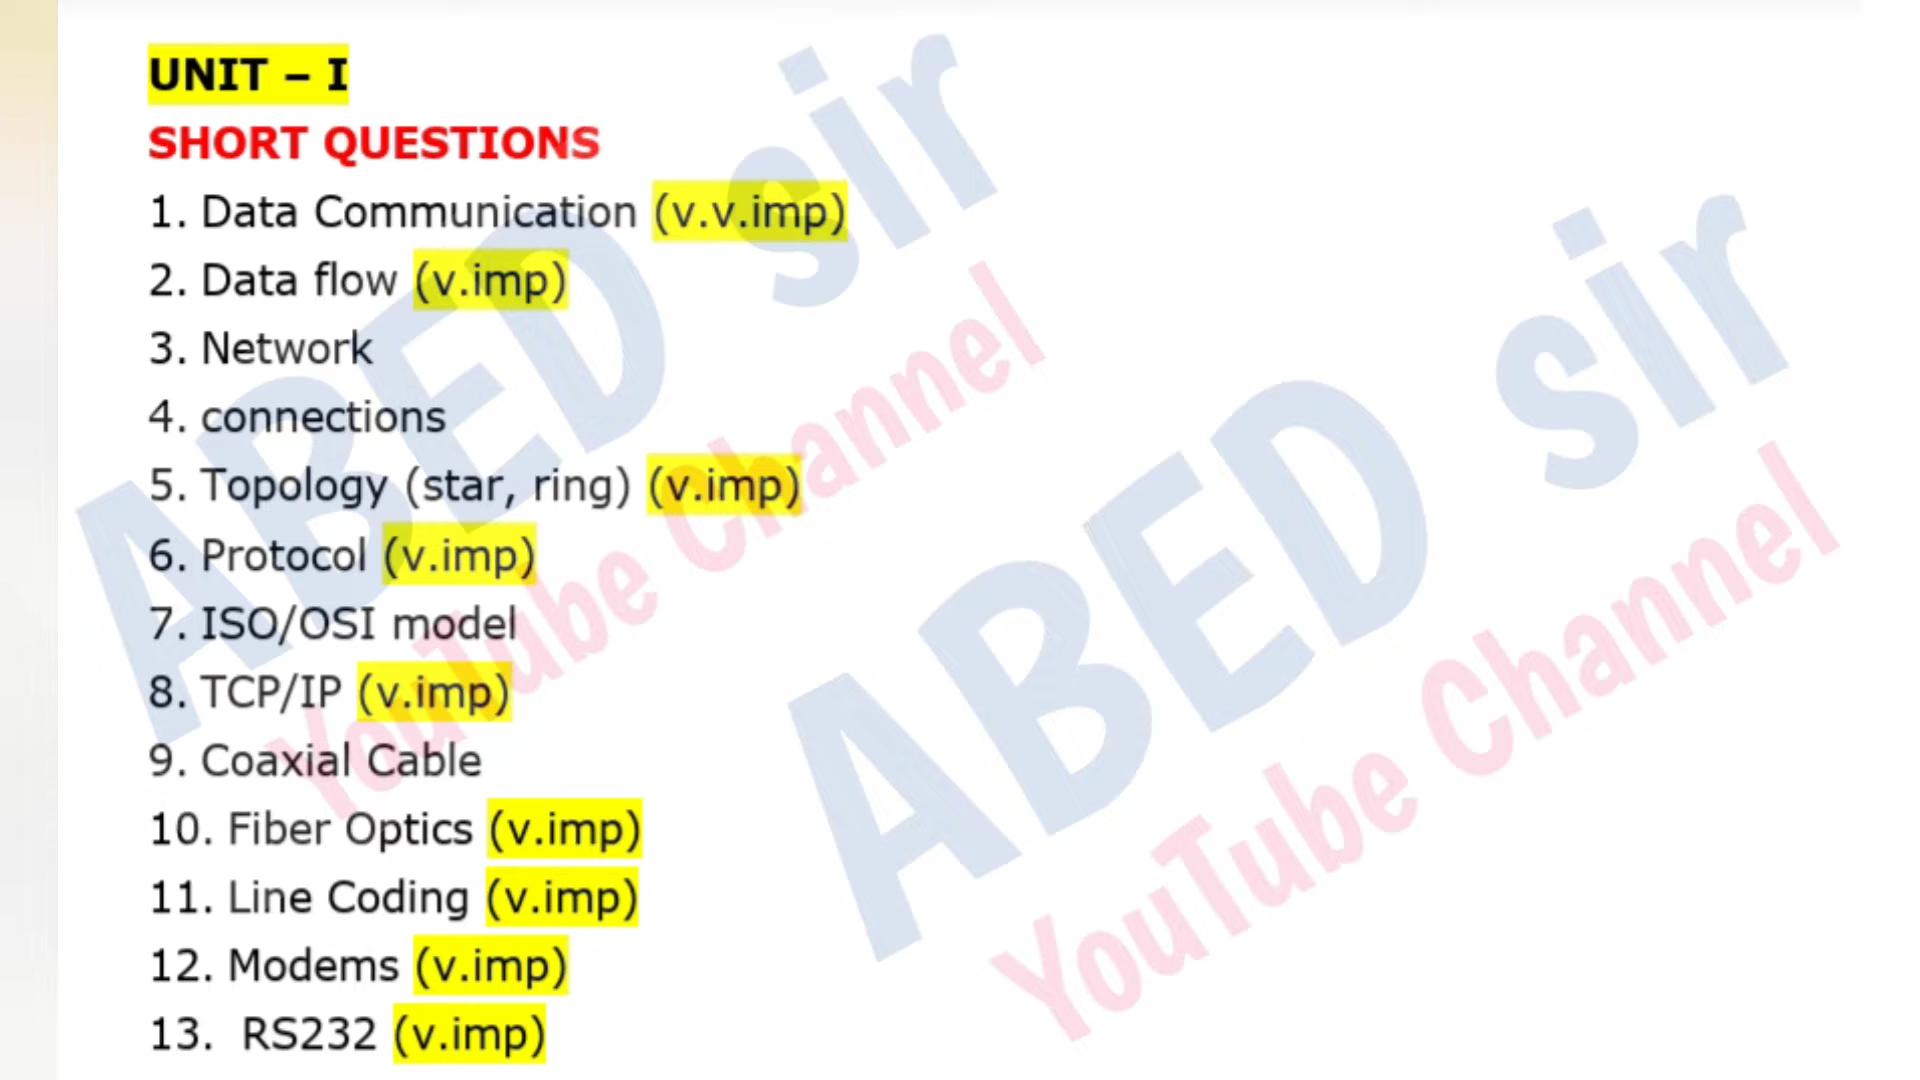 UNIT – I
SHORT QUESTIONS
1. Data Communication (v.v.imp)
2. Data flow (v.imp)
3. Network
4. connections
5. Topology (star, ring) (v.imp)
6. Protocol (v.imp)
7. ISO/OSI model
8. TCP/IP (v.imp)
9. Coaxial Cable
10. Fiber Optics (v.imp)
11. Line Coding (v.imp)
12. Modems (v.imp)
13. RS232 (v.imp)
ABED sir
YouTube Channel
ABED sir
YouTube Channel